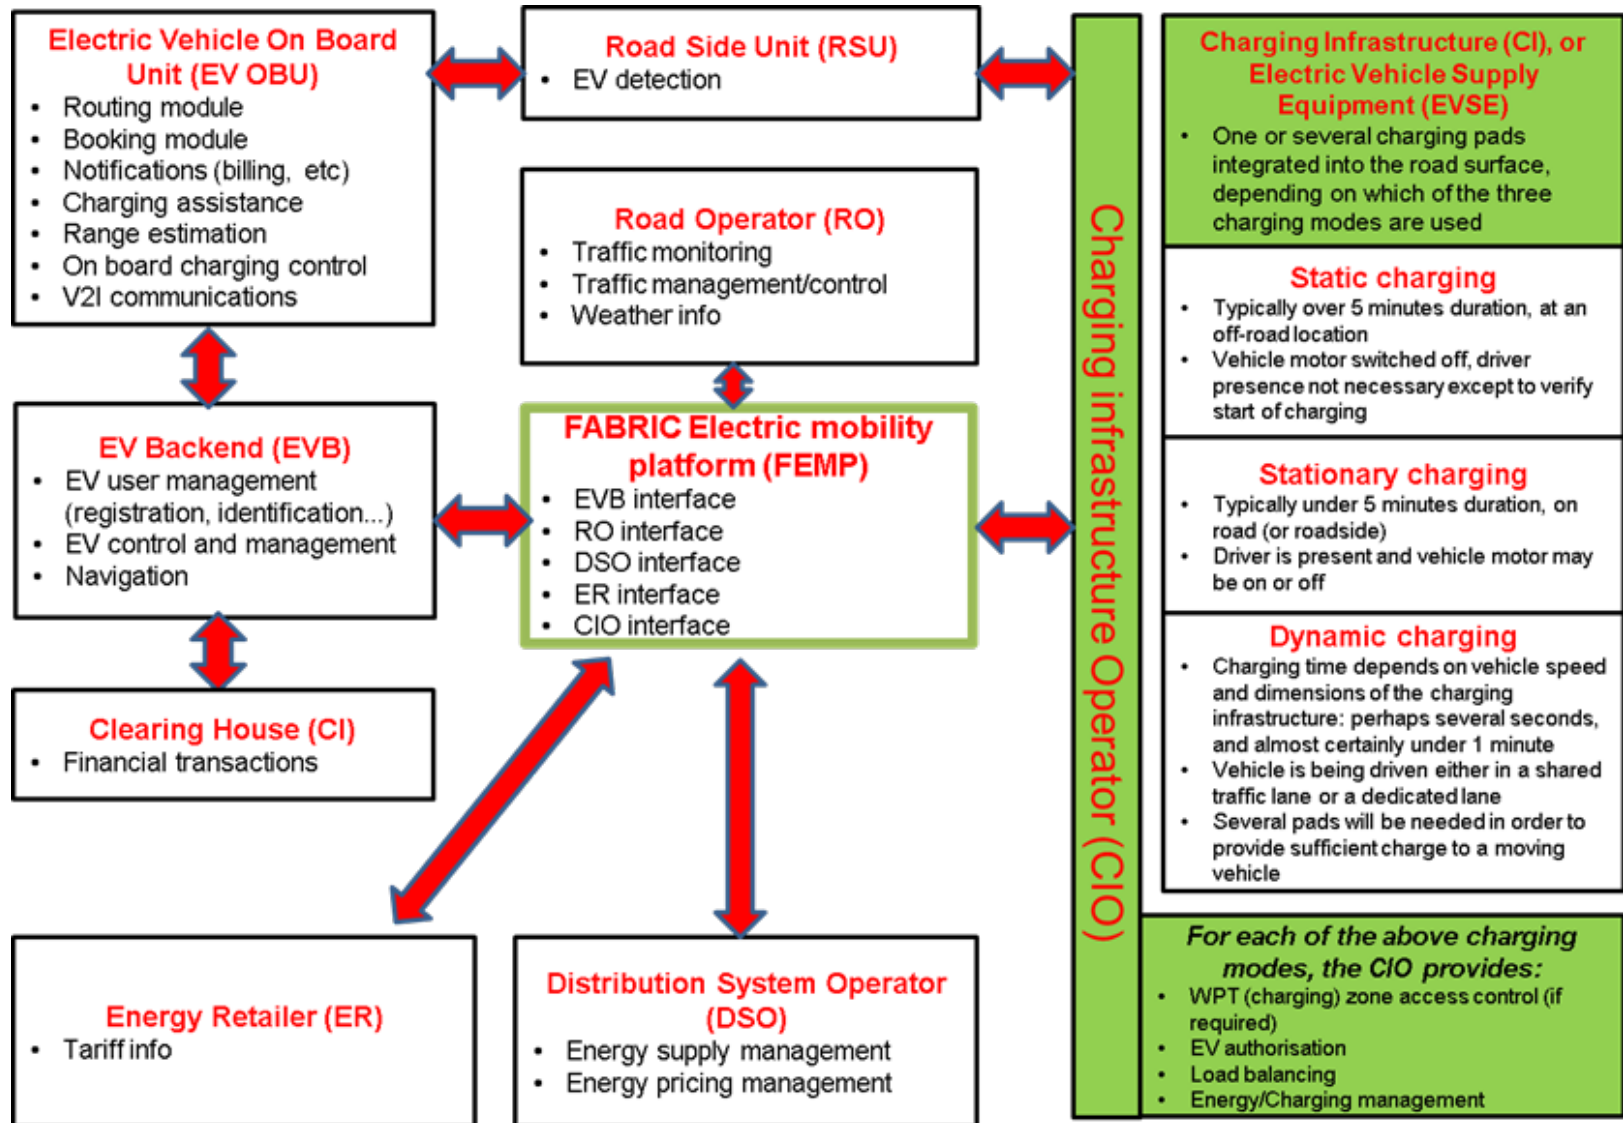 Electric Vehicle On Board
Unit (EV OBU)
• Routing module
• Booking module
• Notifications (billing, etc)
• Charging assistance
• Range estimation
• On board charging control
• V2I communications
Road Side Unit (RSU)
• EV detection
Road Operator (RO)
• Traffic monitoring
• Traffic management/control
• Weather info
EV Backend (EVB)
• EV user management
(registration, identification...)
• EV control and management
• Navigation
FABRIC Electric mobility
platform (FEMP)
• EVB interface
• RO interface
• DSO interface
• ER interface
• CIO interface
Clearing House (CI)
• Financial transactions
Energy Retailer (ER)
• Tariff info
Distribution System Operator
(DSO)
• Energy supply management
• Energy pricing management
Charging infrastructure Operator (CIO)
Charging Infrastructure (CI), or
Electric Vehicle Supply
Equipment (EVSE)
• One or several charging pads
integrated into the road surface,
depending on which of the three
charging modes are used
Static charging
• Typically over 5 minutes duration, at an
off-road location
• Vehicle motor switched off, driver
presence not necessary except to verify
start of charging
Stationary charging
• Typically under 5 minutes duration, on
road (or roadside)
• Driver is present and vehicle motor may
be on or off
Dynamic charging
• Charging time depends on vehicle speed
and dimensions of the charging
infrastructure: perhaps several seconds,
and almost certainly under 1 minute
• Vehicle is being driven either in a shared
traffic lane or a dedicated lane
• Several pads will be needed in order to
provide sufficient charge to a moving
vehicle
For each of the above charging
modes, the CIO provides:
• WPT (charging) zone access control (if
required)
• EV authorisation
• Load balancing
• Energy/Charging management